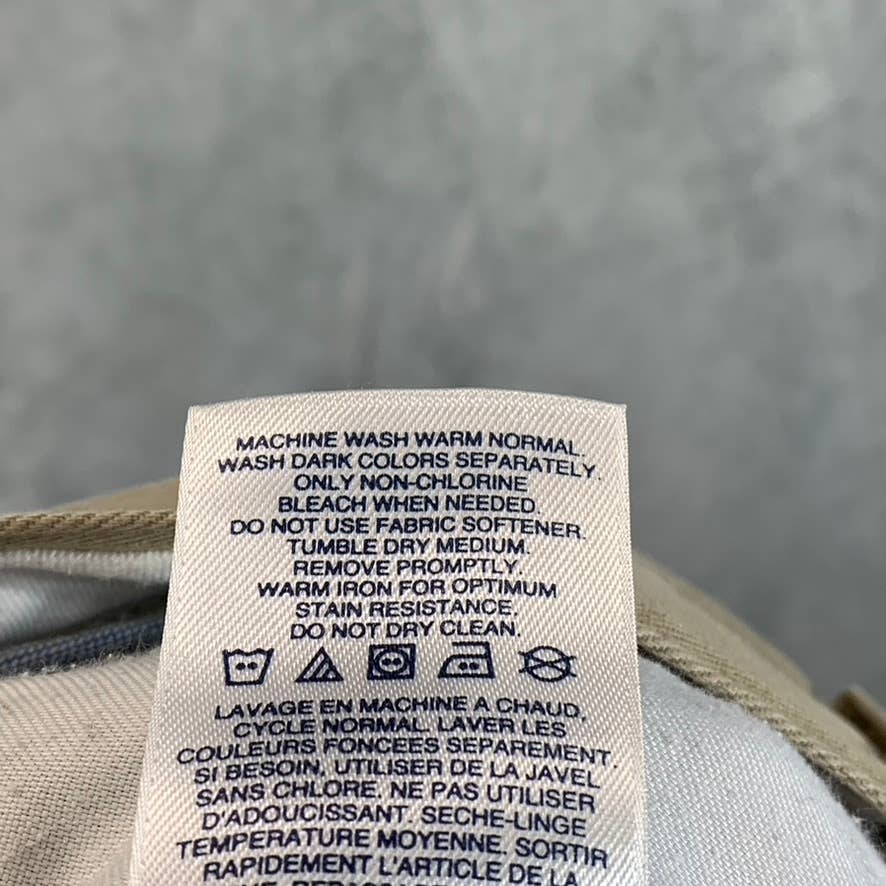 MACHINE WASH WARM NORMAL.
WASH DARK COLORS SEPARATELY.
ONLY NON-CHLORINE
BLEACH WHEN NEEDED.
DO NOT USE FABRIC SOFTENER.
TUMBLE DRY MEDIUM.
REMOVE PROMPTLY.
WARM IRON FOR OPTIMUM
STAIN RESISTANCE.
DO NOT DRY CLEAN.
LAVAGE EN MACHINE A CHAUD,
CYCLE NORMAL. LAVER LES
COULEURS FONCEES SEPAREMENT.
SI BESOIN, UTILISER DE LA JAVEL
SANS CHLORE. NE PAS UTILISER
D'ADOUCISSANT. SECHE-LINGE
TEMPERATURE MOYENNE. SORTIR
RAPIDEMENT L'ARTICLE DE LA